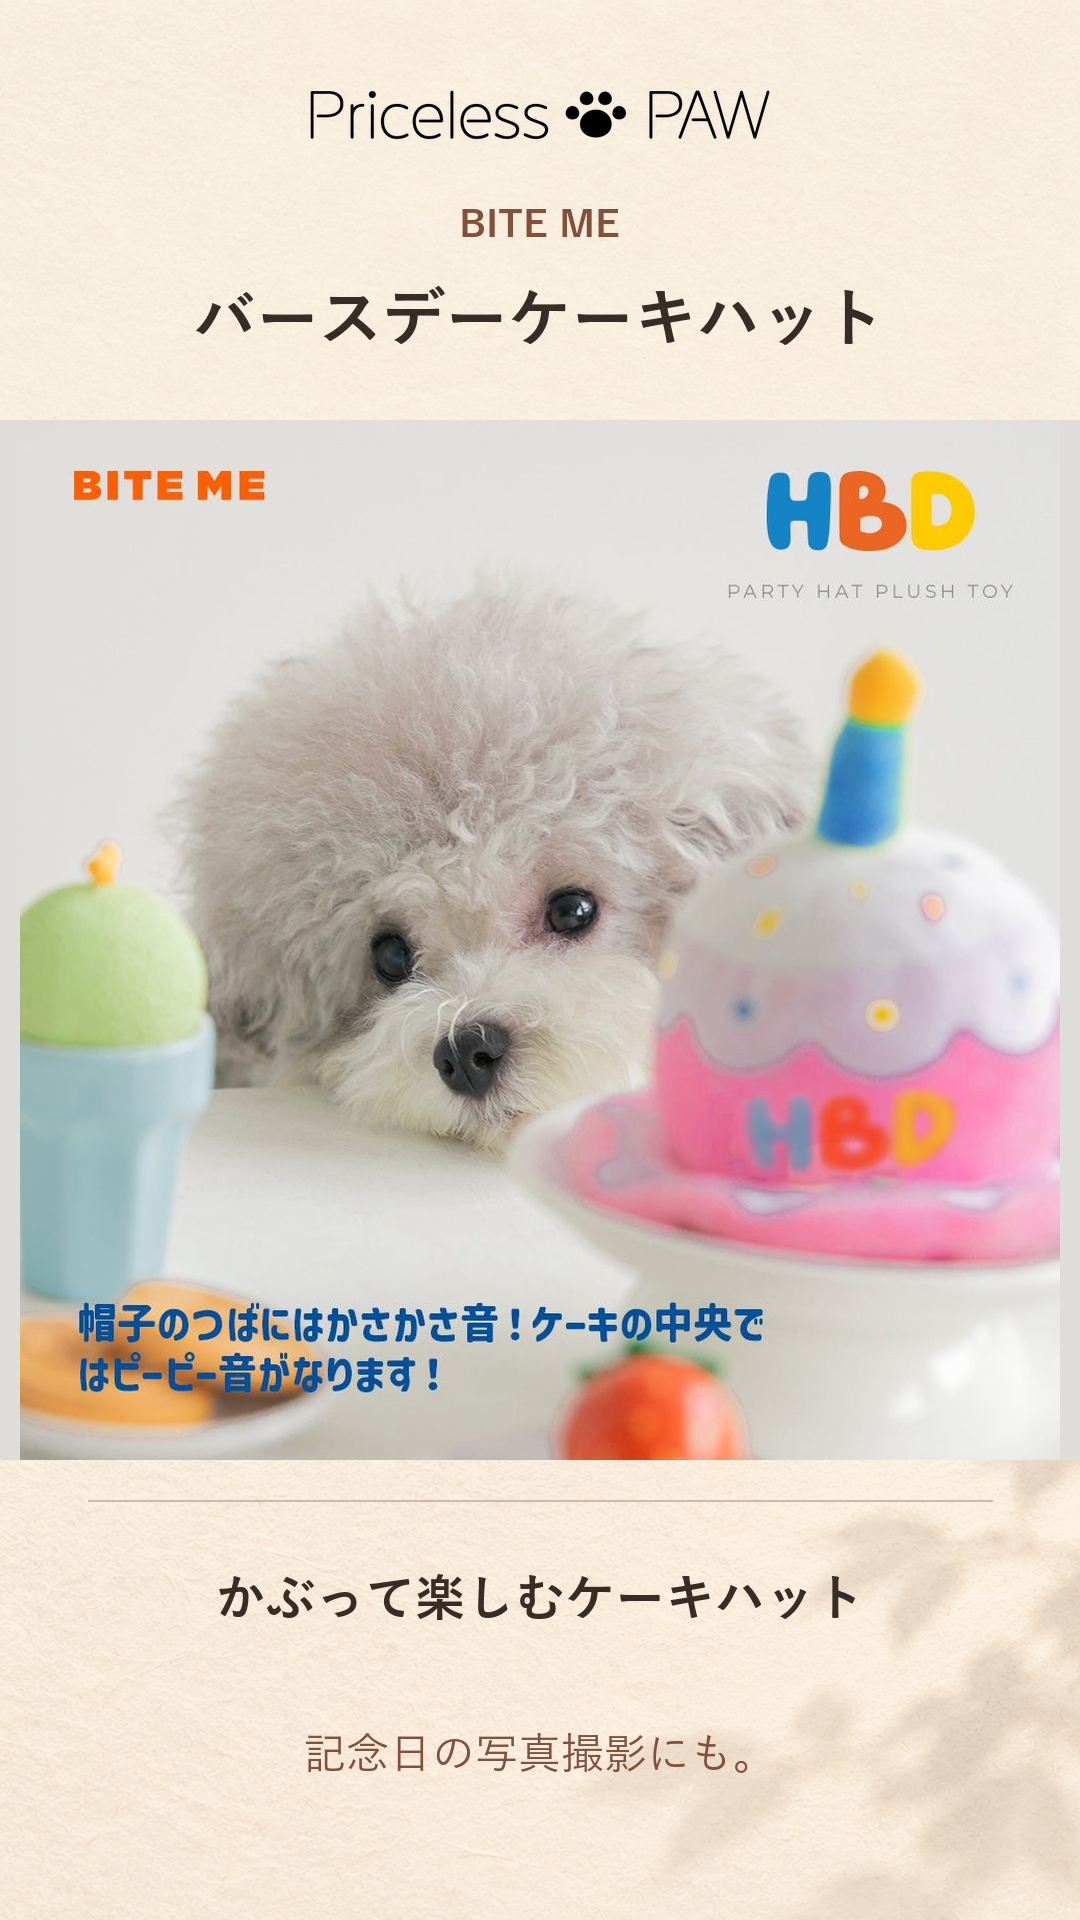 Priceless PAW
BITE ME
バースデーケーキハット
BITE ME
HBD
PARTY HAT PLUSH TOY
HBD
帽子のつばにはかさかさ音！ケーキの中央で
はピーピー音がなります！
かぶって楽しむケーキハット
記念日の写真撮影にも。